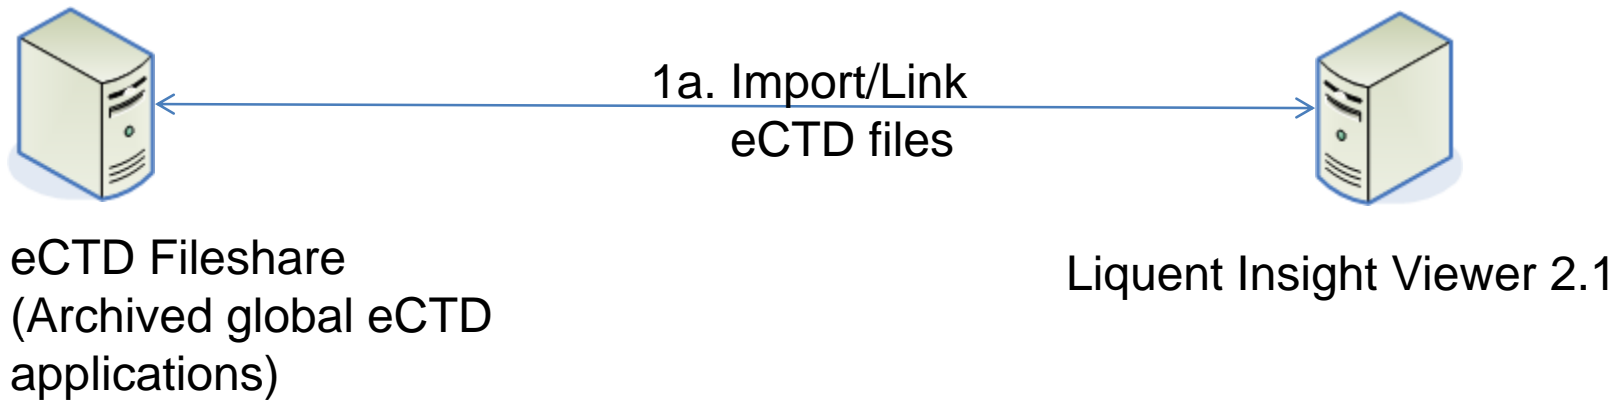 1a. Import/Link
eCTD files
eCTD Fileshare
(Archived global eCTD
applications)
Liquent Insight Viewer 2.1